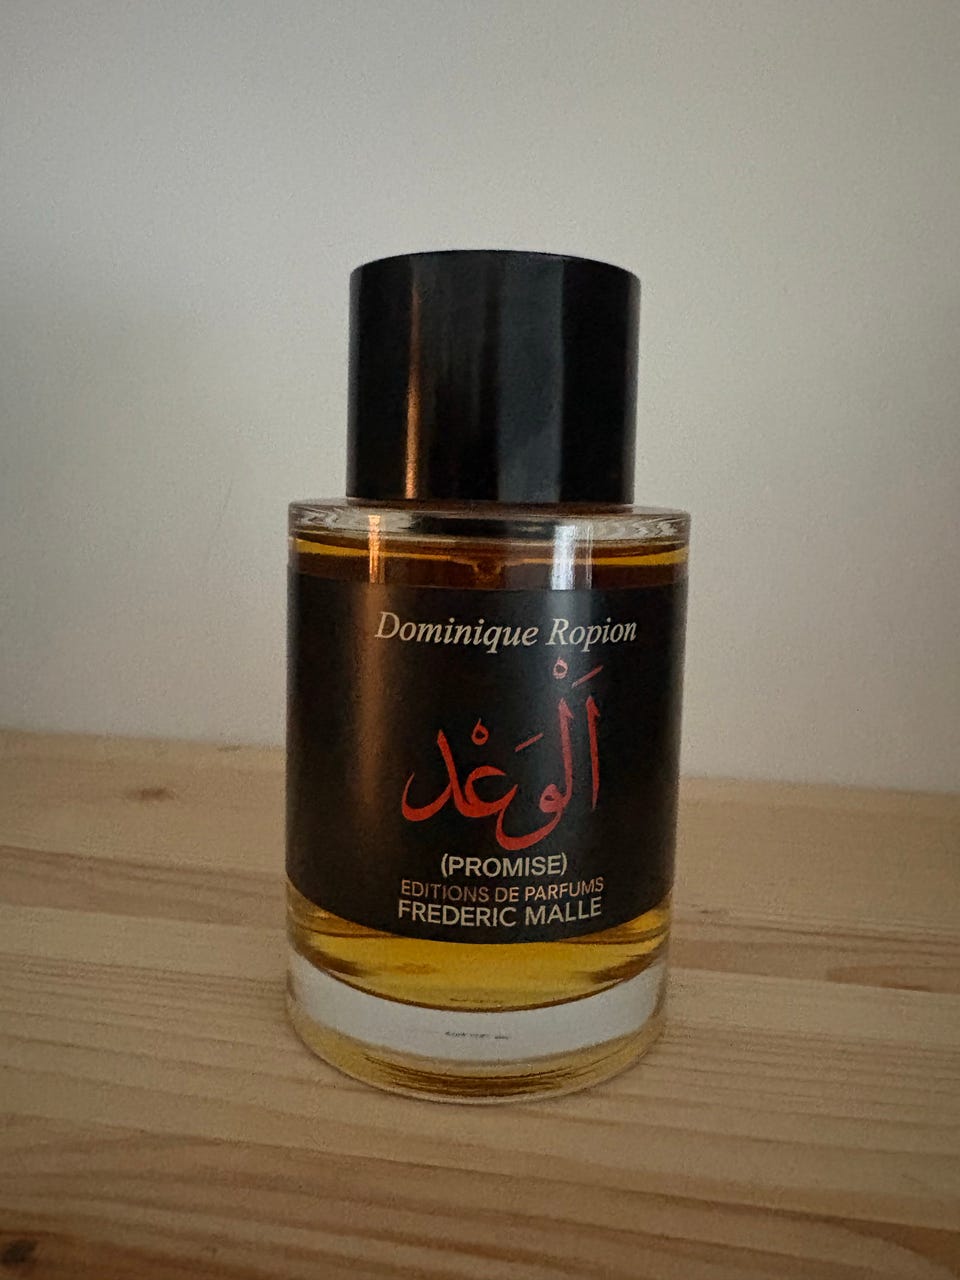 Dominique Ropion
اَلْوَعْد
(PROMISE)
EDITIONS DE PARFUMS
FREDERIC MALLE